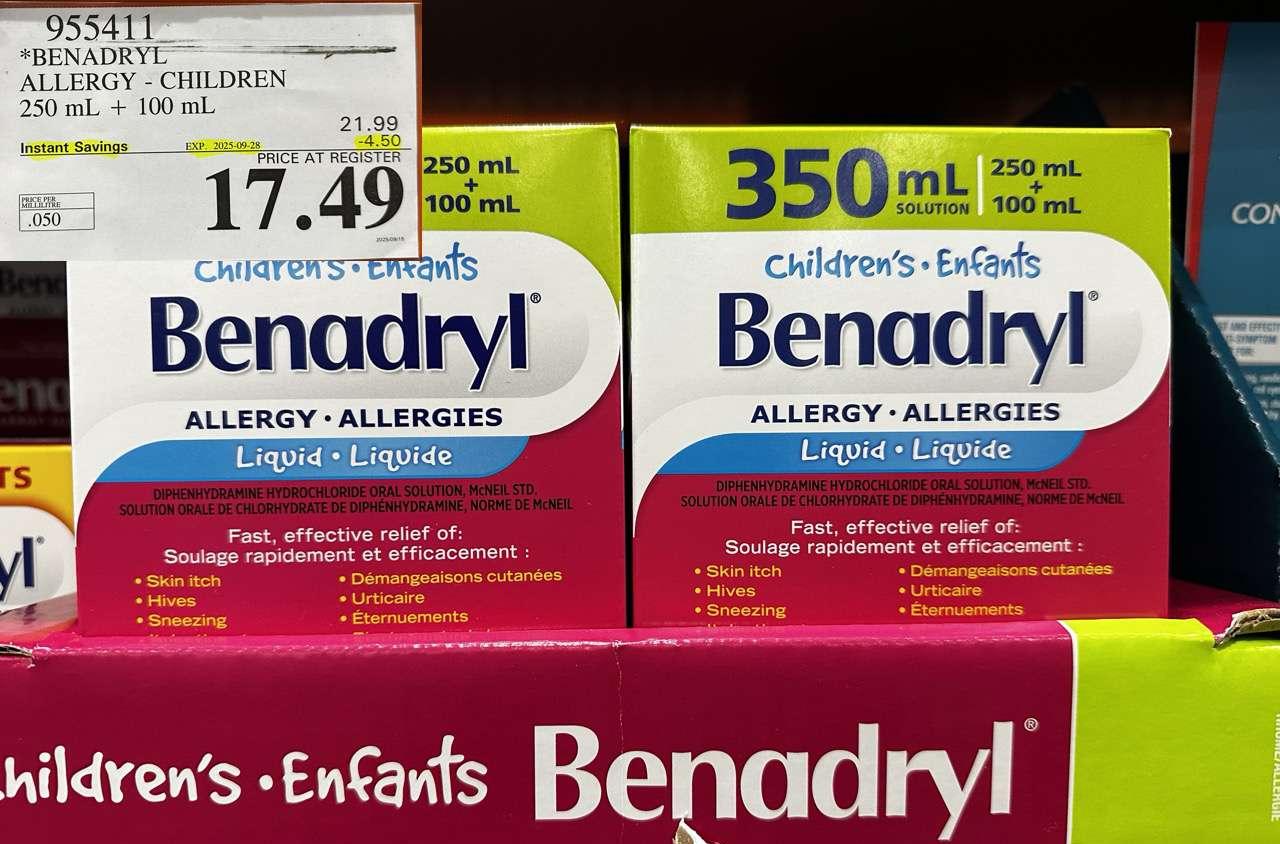 955411
*BENADRYL
ALLERGY - CHILDREN
250 mL + 100 mL
21.99
Instant Savings EXP. 2025-09-28 -4.50
PRICE AT REGISTER
17.49
PRICE PER
MILLILITRE
.050
250 mL
+
100 mL
Children's • Enfants
Benadryl®
ALLERGY • ALLERGIES
Liquid • Liquide
DIPHENHYDRAMINE HYDROCHLORIDE ORAL SOLUTION, McNEIL STD.
SOLUTION ORALE DE CHLORHYDRATE DE DIPHÉNHYDRAMINE, NORME DE McNEIL
Fast, effective relief of:
Soulage rapidement et efficacement :
• Skin itch • Démangeaisons cutanées
• Hives • Urticaire
• Sneezing • Éternuements
350 mL SOLUTION
250 mL
+
100 mL
Children's • Enfants
Benadryl®
ALLERGY • ALLERGIES
Liquid • Liquide
DIPHENHYDRAMINE HYDROCHLORIDE ORAL SOLUTION, McNEIL STD.
SOLUTION ORALE DE CHLORHYDRATE DE DIPHÉNHYDRAMINE, NORME DE McNEIL
Fast, effective relief of:
Soulage rapidement et efficacement :
• Skin itch • Démangeaisons cutanées
• Hives • Urticaire
• Sneezing • Éternuements
TS
yl®
CON
hildren's • Enfants Benadryl®